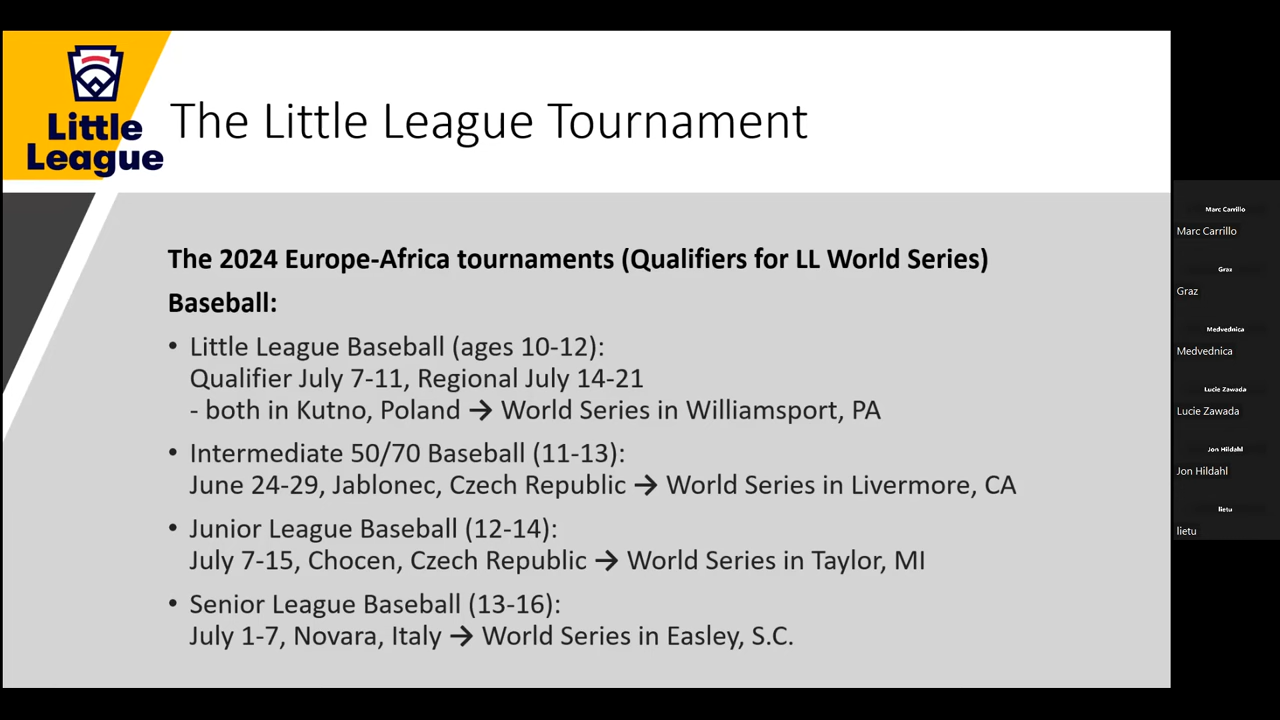 Little
League
The Little League Tournament
The 2024 Europe-Africa tournaments (Qualifiers for LL World Series)
Baseball:
• Little League Baseball (ages 10-12):
Qualifier July 7-11, Regional July 14-21
- both in Kutno, Poland → World Series in Williamsport, PA
• Intermediate 50/70 Baseball (11-13):
June 24-29, Jablonec, Czech Republic → World Series in Livermore, CA
• Junior League Baseball (12-14):
July 7-15, Chocen, Czech Republic → World Series in Taylor, MI
• Senior League Baseball (13-16):
July 1-7, Novara, Italy → World Series in Easley, S.C.
Marc Carrillo
Marc Carrillo
Graz
Graz
Medvednica
Medvednica
Lucie Zawada
Lucie Zawada
Jon Hildahl
Jon Hildahl
lietu
lietu